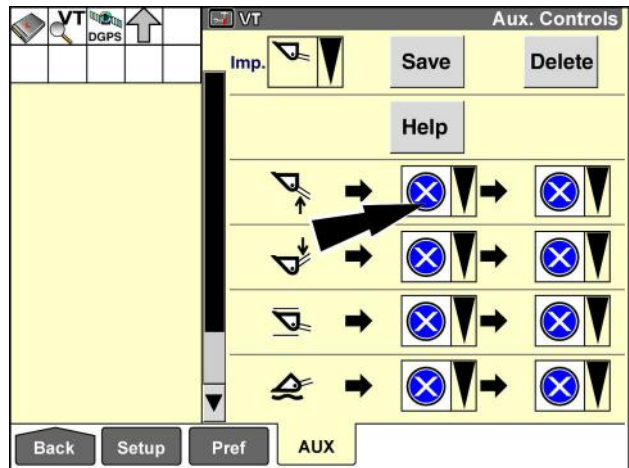 VT
DGPS
VT
Aux. Controls
Imp.
Save
Delete
Help
Back
Setup
Pref
AUX